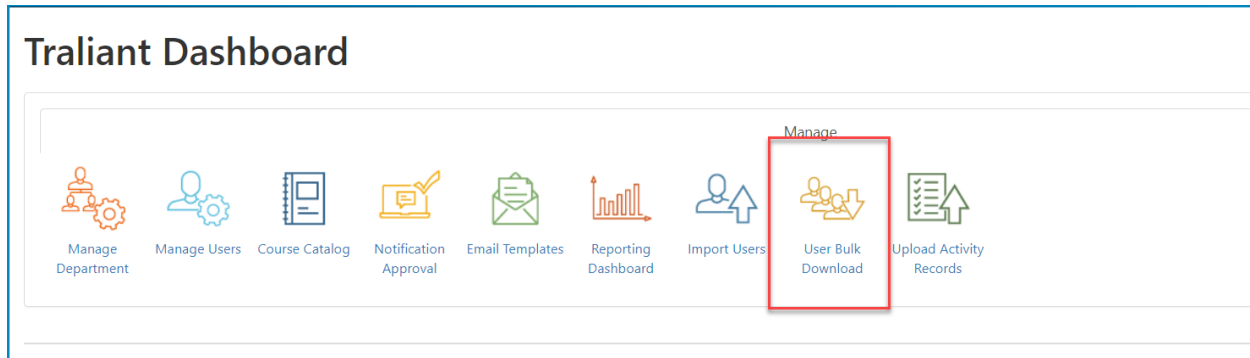 Traliant Dashboard
Manage
Manage
Department
Manage Users
Course Catalog
Notification
Approval
Email Templates
Reporting
Dashboard
Import Users
User Bulk
Download
Upload Activity
Records